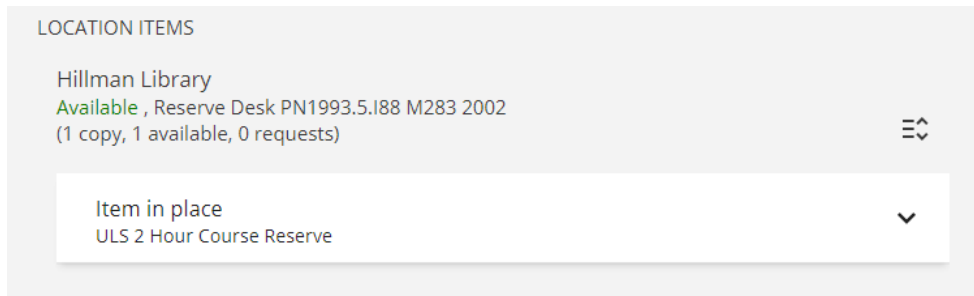 LOCATION ITEMS
Hillman Library
Available , Reserve Desk PN1993.5.I88 M283 2002
(1 copy, 1 available, 0 requests)
Item in place
ULS 2 Hour Course Reserve